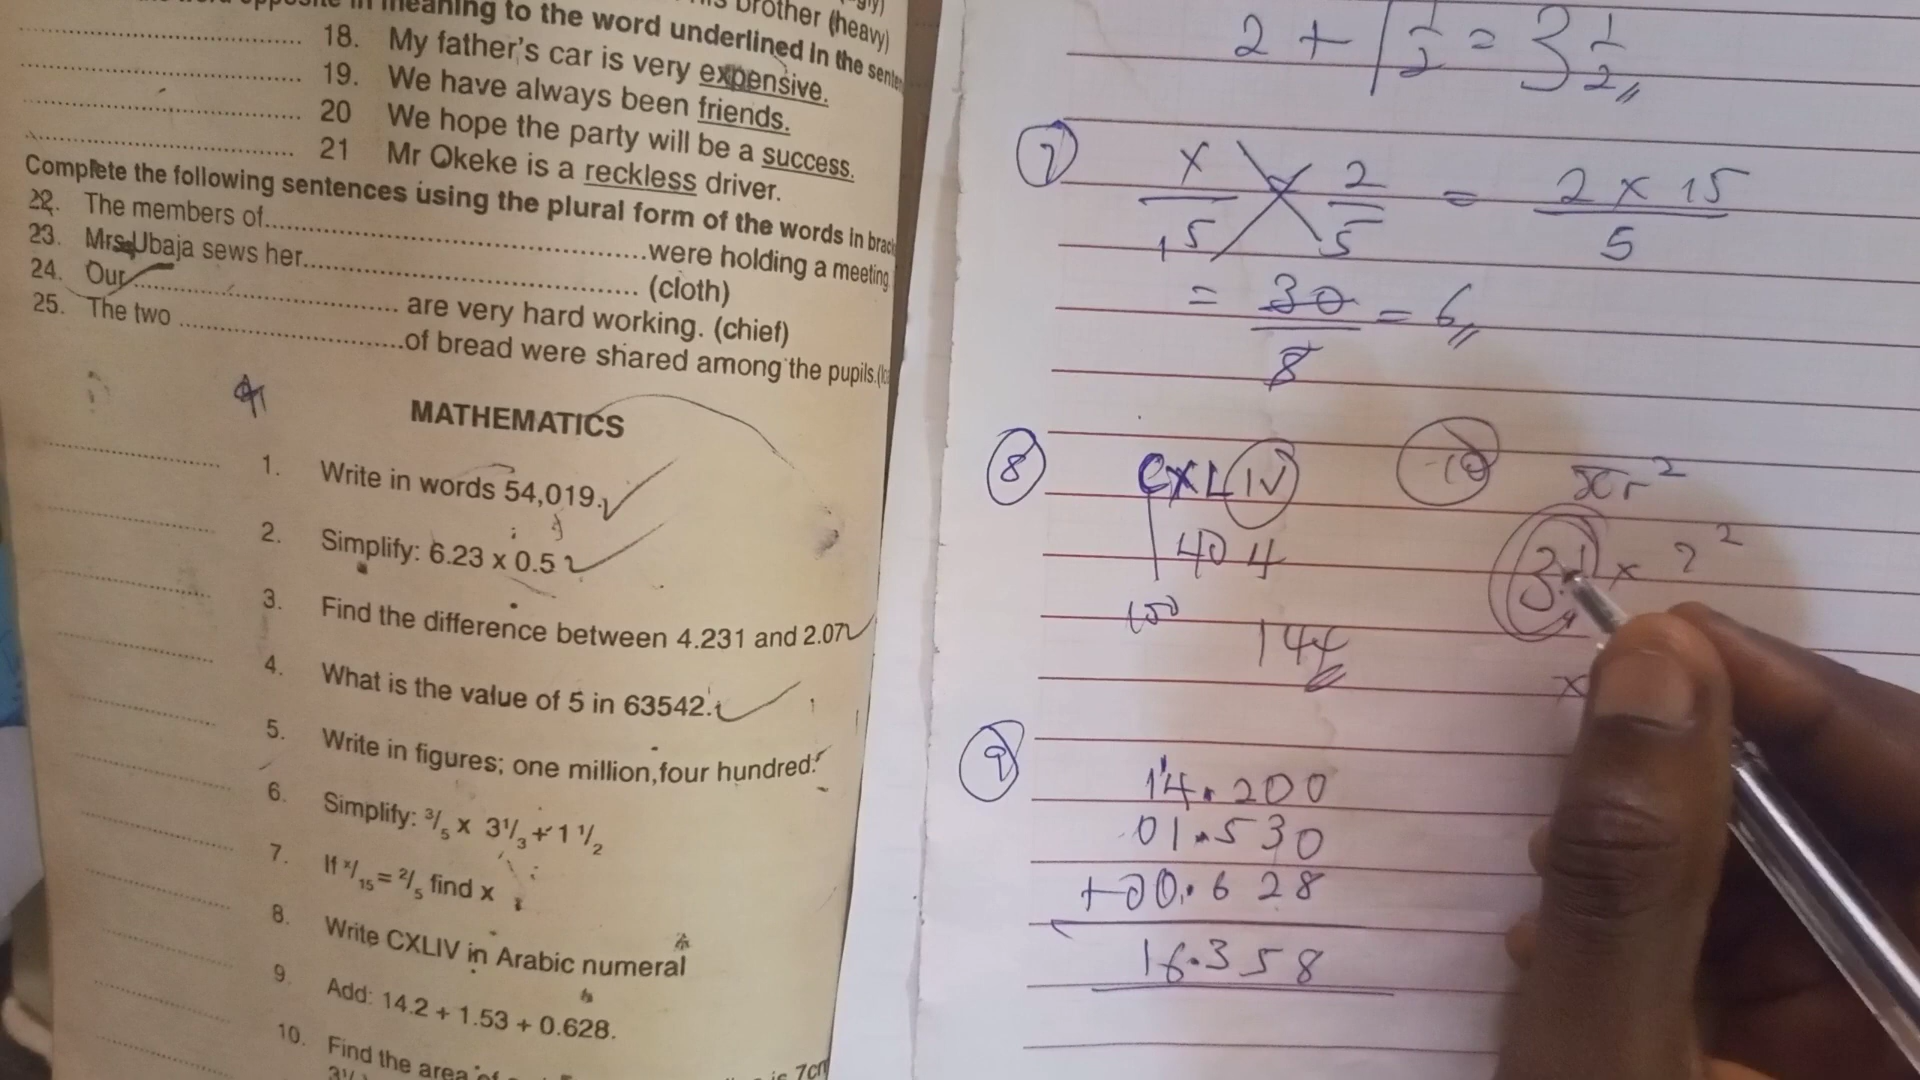 brother (heavy)
meaning to the word underlined in the sente
18. My father's car is very expensive.
19. We have always been friends.
20 We hope the party will be a success.
21 Mr Okeke is a reckless driver.
Complete the following sentences using the plural form of the words in brac
22. The members of..........were holding a meeting
23. Mrs Ubaja sews her.......... (cloth)
24. Our.......... are very hard working. (chief)
25. The two ..........of bread were shared among the pupils.
MATHEMATICS
1. Write in words 54,019.
2. Simplify: 6.23 x 0.5
3. Find the difference between 4.231 and 2.07
4. What is the value of 5 in 63542.
5. Write in figures; one million,four hundred.
6. Simplify: 3/5 x 3 1/3 + 1 1/2
7. If x/15 = 2/5 find x
8. Write CXLIV in Arabic numeral
9. Add: 14.2 + 1.53 + 0.628.
10. Find the area
7cm
2 + 1 1/2 = 3 1/2
7 x/15 2/5 = 2 x 15/5
= 30/5 = 6
8 CXLIV
40 4
100
144
10 πr²
3.1 x ?²
x
9 14.200
01.530
+00.628
16.358